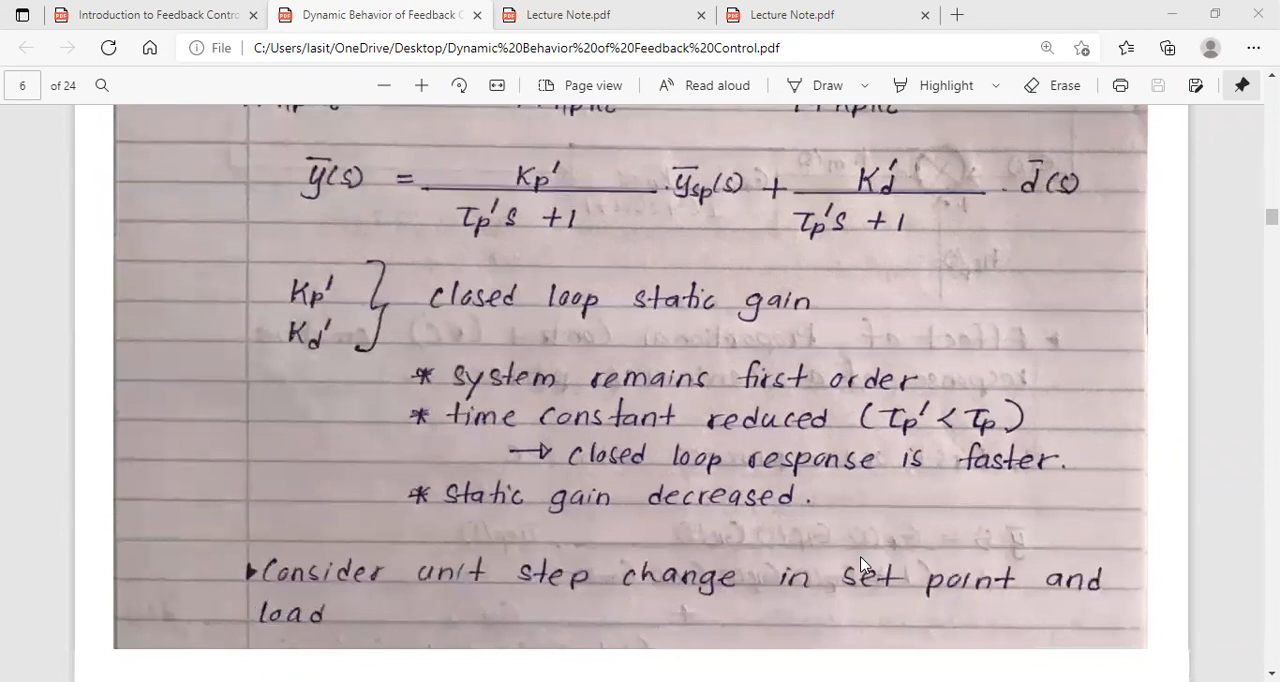 Introduction to Feedback Contro
Dynamic Behavior of Feedback C
Lecture Note.pdf
Lecture Note.pdf
File
C:/Users/lasit/OneDrive/Desktop/Dynamic%20Behavior%20of%20Feedback%20Control.pdf
6 of 24
Page view
Read aloud
Draw
Highlight
Erase
ȳ(s) = Kp' / (τp's + 1) . ȳsp(s) + Kd' / (τp's + 1) . d̄(s)
Kp' } closed loop static gain
Kd'
* system remains first order
* time constant reduced (τp' < τp)
→ closed loop response is faster.
* static gain decreased.
▸Consider unit step change in set point and
load